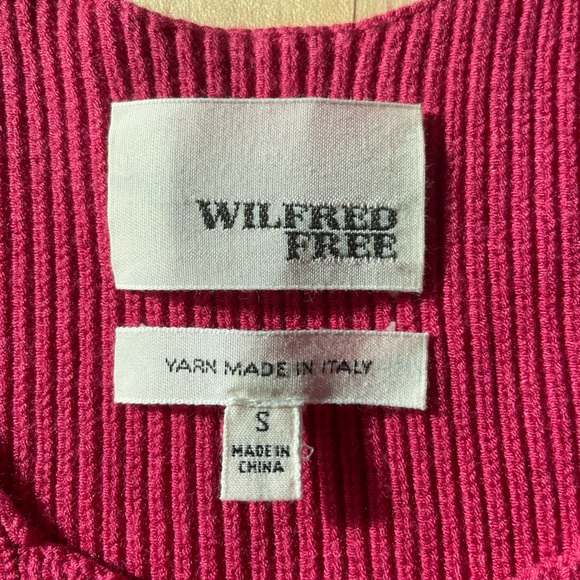 WILFRED
FREE
YARN MADE IN ITALY
S
MADE IN
CHINA